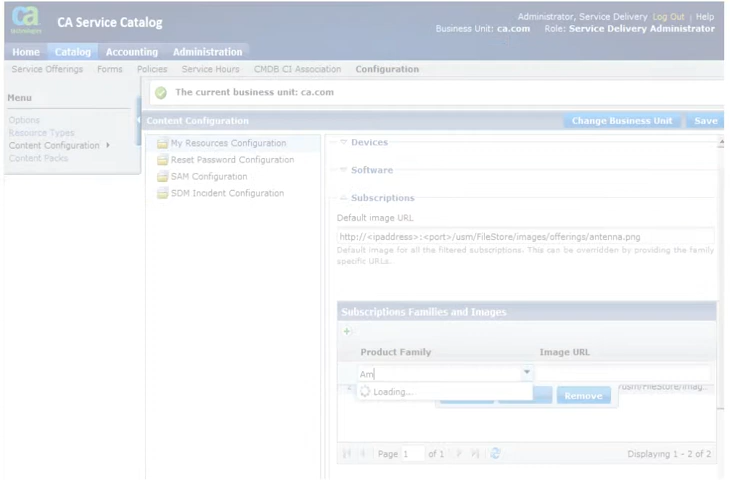 ca
technologies
CA Service Catalog
Administrator, Service Delivery Log Out | Help
Business Unit: ca.com Role: Service Delivery Administrator
Home Catalog Accounting Administration
Service Offerings Forms Policies Service Hours CMDB CI Association Configuration
Menu
Options
Resource Types
Content Configuration
Content Packs
The current business unit: ca.com
Content Configuration Change Business Unit Save
My Resources Configuration
Reset Password Configuration
SAM Configuration
SDM Incident Configuration
Devices
Software
Subscriptions
Default image URL
http://<ipaddress>:<port>/usm/FileStore/images/offerings/antenna.png
Default image for all the filtered subscriptions. This can be overridden by providing the family
specific URLs.
Subscriptions Families and Images
Product Family Image URL
Am
Loading...
/usm/FileStore/imag...
Remove
Page 1 of 1 Displaying 1 - 2 of 2